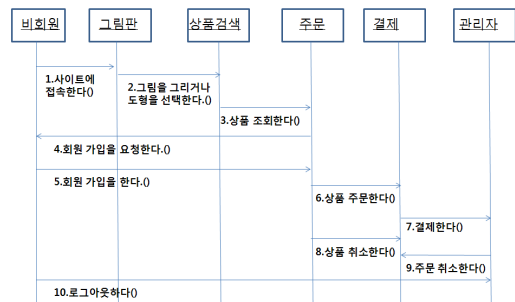 비회원 그림판 상품검색 주문 결제 관리자
1.사이트에
접속한다()
2.그림을 그리거나
도형을 선택한다.()
3.상품 조회한다()
4.회원 가입을 요청한다.()
5.회원 가입을 한다.()
6.상품 주문한다()
7.결제한다()
8.상품 취소한다()
9.주문 취소한다()
10.로그아웃하다()